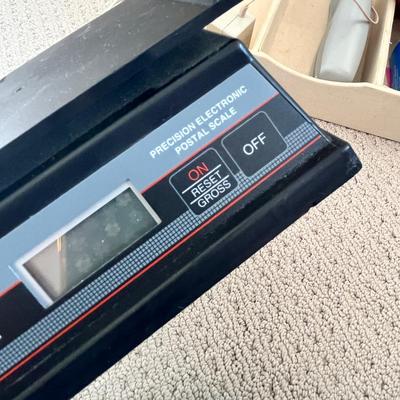 PRECISION ELECTRONIC
POSTAL SCALE
ON
RESET
GROSS
OFF